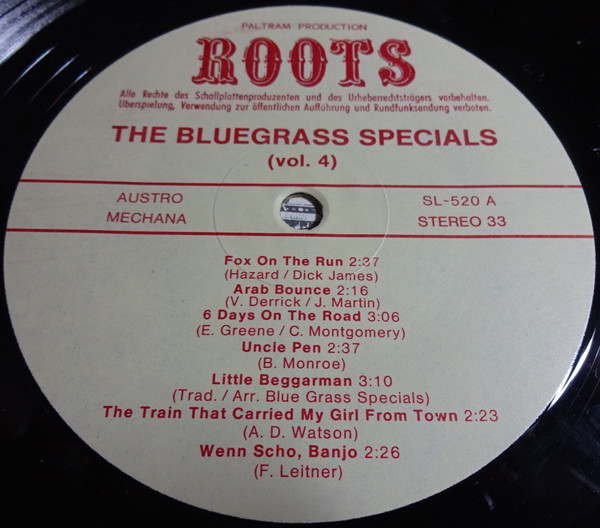 PALTRAM PRODUCTION
ROOTS
Alle Rechte des Schallplattenproduzenten und des Urheberrechtsträgers vorbehalten.
Überspielung, Verwendung zur öffentlichen Aufführung und Rundfunksendung verboten.
THE BLUEGRASS SPECIALS
(vol. 4)
AUSTRO
MECHANA
SL-520 A
STEREO 33
Fox On The Run 2:37
(Hazard / Dick James)
Arab Bounce 2:16
(V. Derrick / J. Martin)
6 Days On The Road 3:06
(E. Greene / C. Montgomery)
Uncle Pen 2:37
(B. Monroe)
Little Beggarman 3:10
(Trad. / Arr. Blue Grass Specials)
The Train That Carried My Girl From Town 2:23
(A. D. Watson)
Wenn Scho, Banjo 2:26
(F. Leitner)